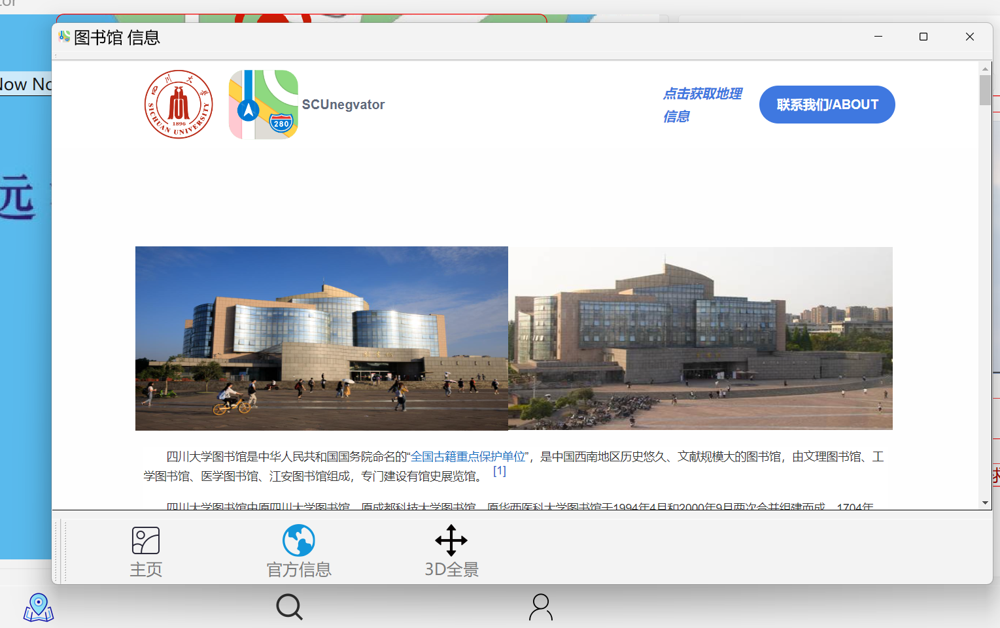 tor
图书馆 信息
Now No
四川大學
SICHUAN UNIVERSITY
1896
280
SCUnegvator
点击获取地理
信息
联系我们/ABOUT
远
四川大学图书馆是中华人民共和国国务院命名的“全国古籍重点保护单位”，是中国西南地区历史悠久、文献规模大的图书馆，由文理图书馆、工
学图书馆、医学图书馆、江安图书馆组成，专门建设有馆史展览馆。 [1]
四川大学图书馆由原四川大学图书馆、原成都科技大学图书馆、原华西医科大学图书馆于1994年4月和2000年9月两次合并组建而成。1704年
主页
官方信息
3D全景